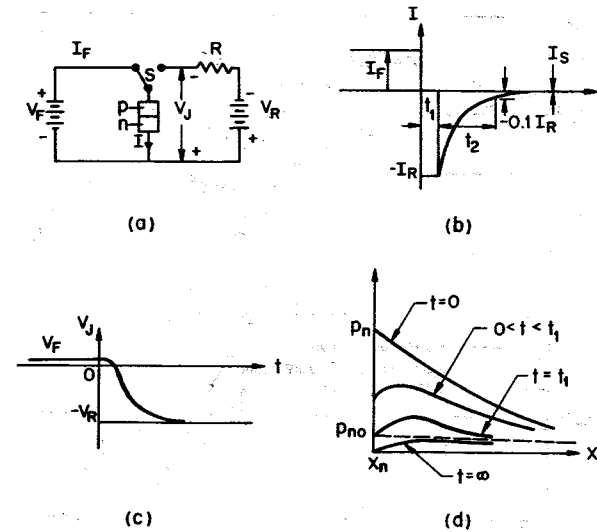 I_F
S
R
+
V_F
-
p
n
I
-
V_J
+
-
V_R
+
(a)
I
I_F
I_S
t_1
t_2
-0.1 I_R
-I_R
(b)
V_J
V_F
O
t
-V_R
(c)
p_n
t=0
0<t<t_1
t=t_1
p_no
x_n
t=∞
x
(d)